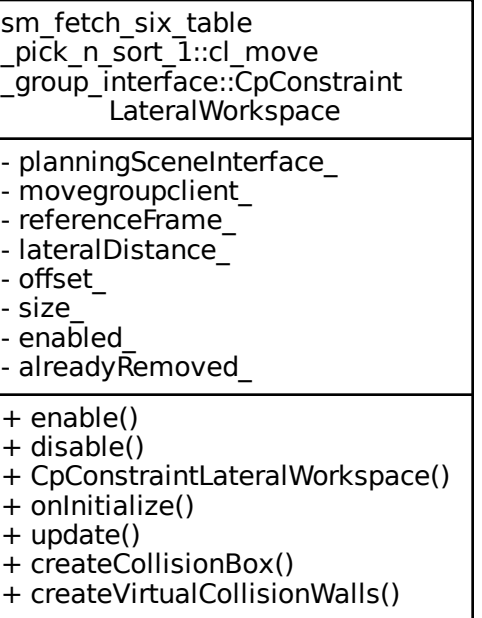 sm_fetch_six_table
_pick_n_sort_1::cl_move
_group_interface::CpConstraint
LateralWorkspace
- planningSceneInterface_
- movegroupclient_
- referenceFrame_
- lateralDistance_
- offset_
- size_
- enabled_
- alreadyRemoved_
+ enable()
+ disable()
+ CpConstraintLateralWorkspace()
+ onInitialize()
+ update()
+ createCollisionBox()
+ createVirtualCollisionWalls()